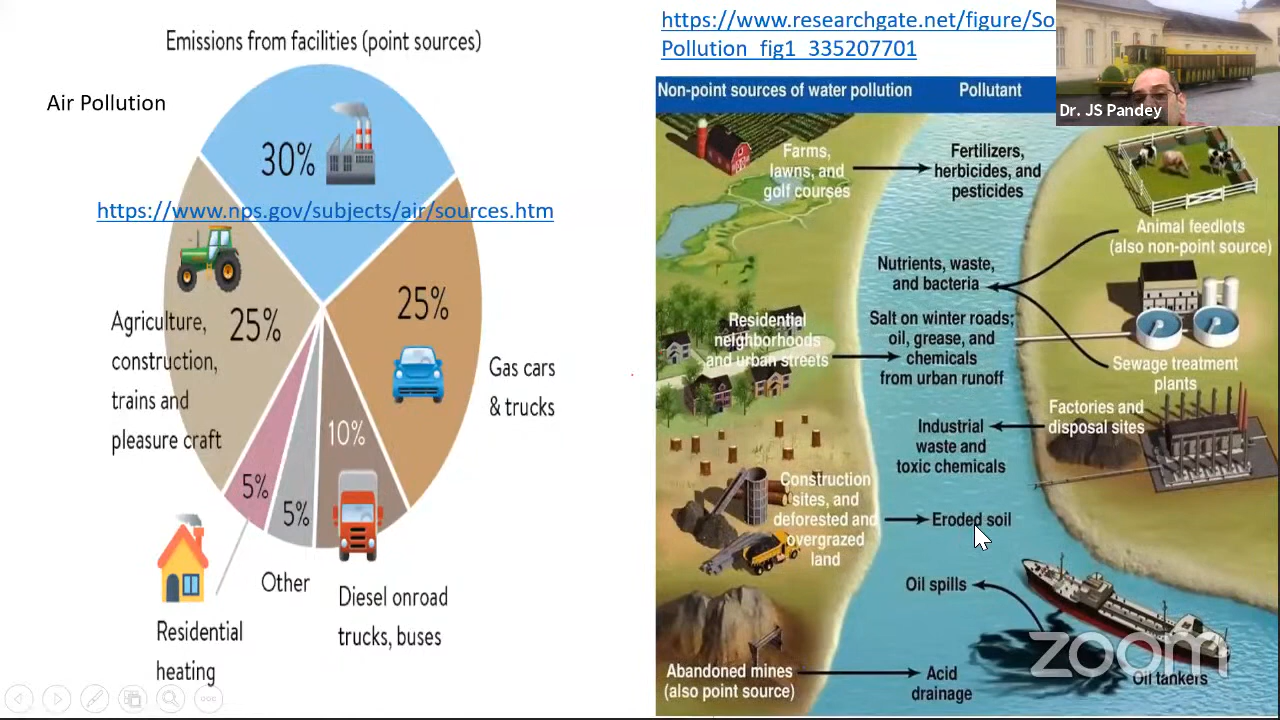 Emissions from facilities (point sources)
Air Pollution
30%
https://www.nps.gov/subjects/air/sources.htm
25%
Gas cars
& trucks
Agriculture,
construction,
trains and
pleasure craft
25%
10%
5%
5%
Other
Diesel onroad
trucks, buses
Residential
heating
https://www.researchgate.net/figure/So
Pollution_fig1_335207701
Dr. JS Pandey
Non-point sources of water pollution
Pollutant
Farms,
lawns, and
golf courses
Fertilizers,
herbicides, and
pesticides
Animal feedlots
(also non-point source)
Nutrients, waste,
and bacteria
Residential
neighborhoods
and urban streets
Salt on winter roads;
oil, grease, and
chemicals
from urban runoff
Sewage treatment
plants
Factories and
disposal sites
Industrial
waste and
toxic chemicals
Construction
sites, and
deforested and
overgrazed
land
Eroded soil
Oil spills
zoom
Oil tankers
Abandoned mines
(also point source)
Acid
drainage